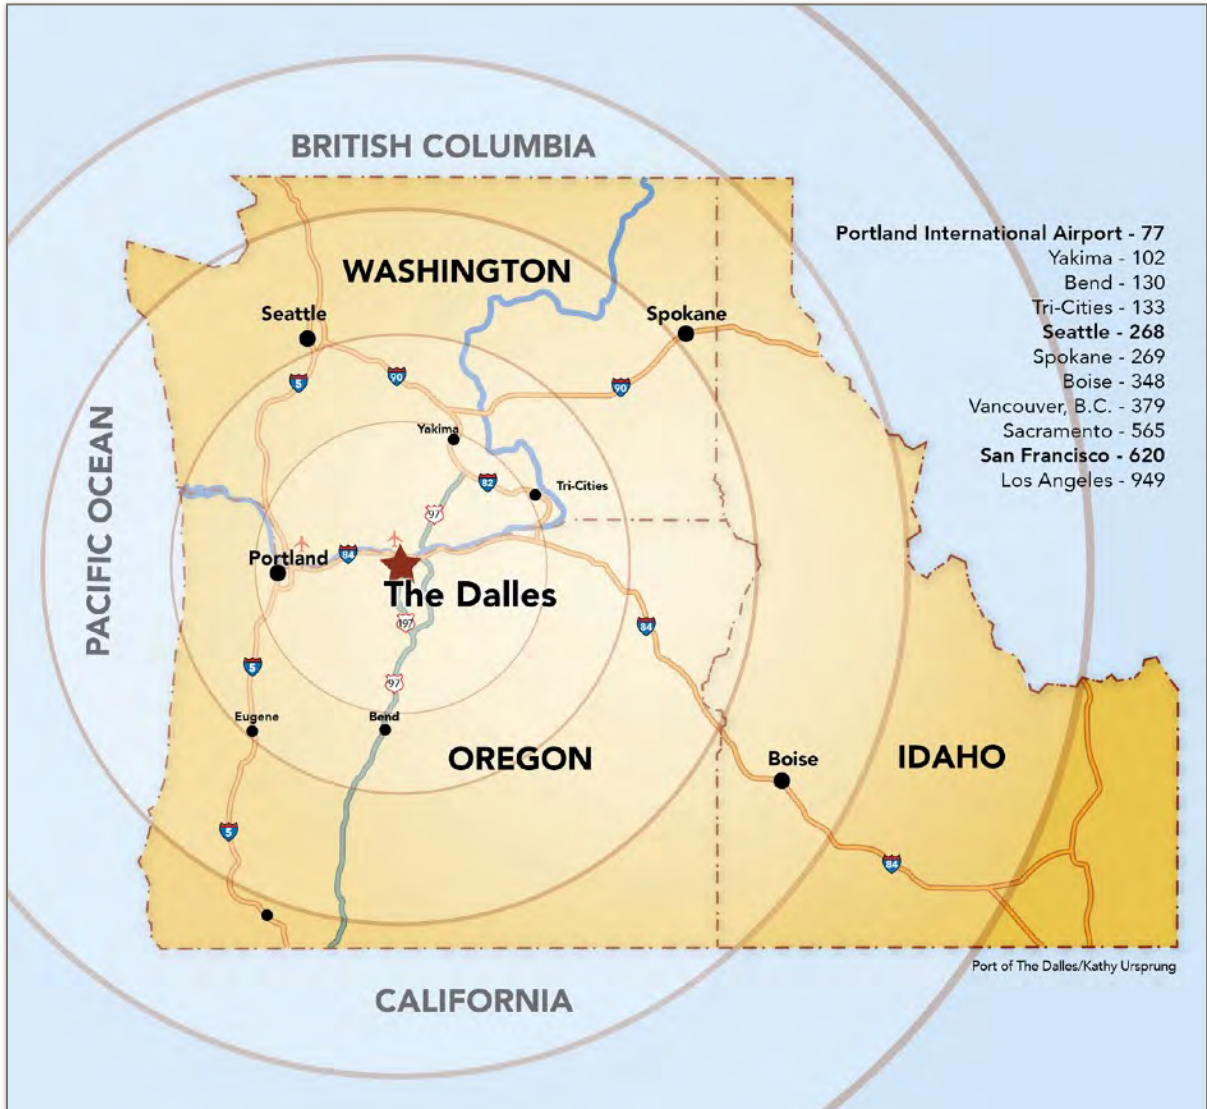 BRITISH COLUMBIA
WASHINGTON
Portland International Airport - 77
Yakima - 102
Bend - 130
Tri-Cities - 133
Seattle - 268
Spokane - 269
Boise - 348
Vancouver, B.C. - 379
Sacramento - 565
San Francisco - 620
Los Angeles - 949
Seattle
Spokane
5
90
90
PACIFIC OCEAN
Yakima
82
Tri-Cities
97
Portland
84
The Dalles
197
84
5
97
Eugene
Bend
OREGON
Boise
IDAHO
5
84
Port of The Dalles/Kathy Ursprung
CALIFORNIA